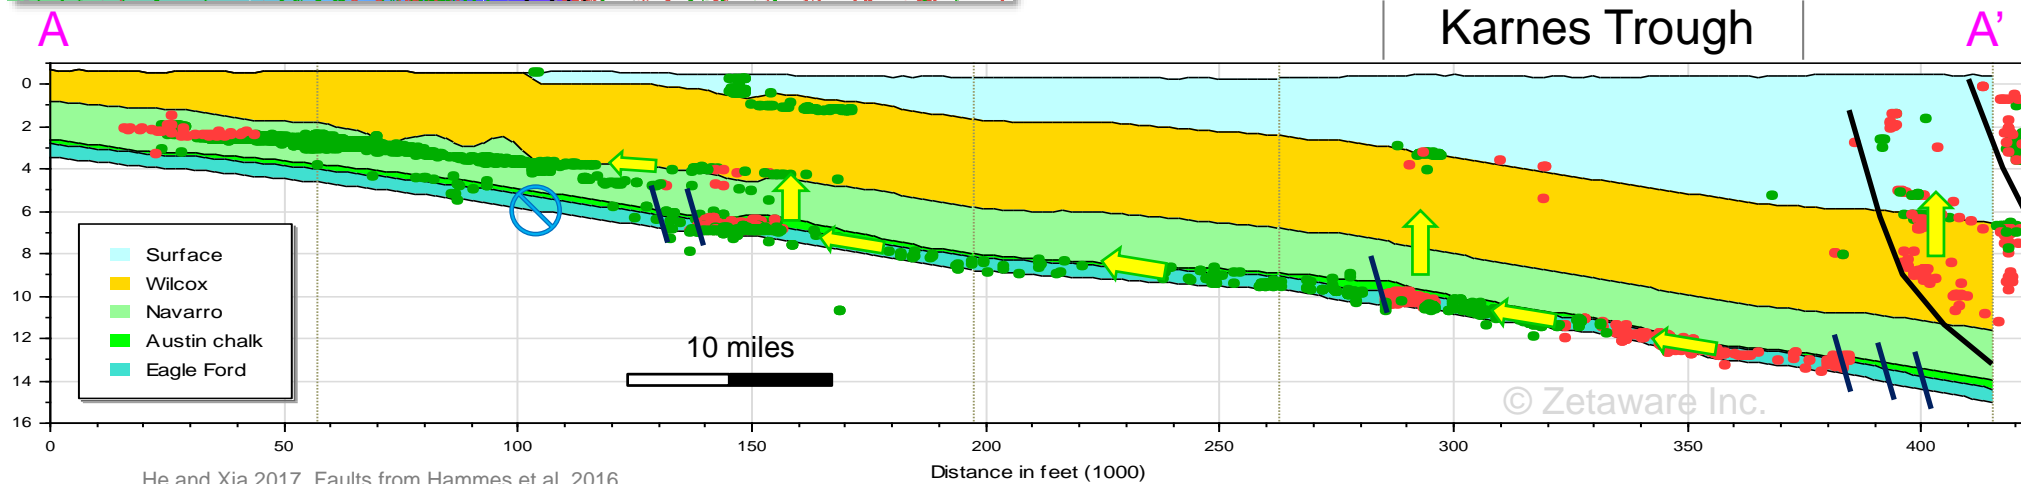 Karnes Trough
A
A'
0
2
4
6
8
10
12
14
16
Surface
Wilcox
Navarro
Austin chalk
Eagle Ford
10 miles
© Zetaware Inc.
0
50
100
150
200
250
300
350
400
Distance in feet (1000)
He and Xia 2017, Faults from Hammes et al, 2016